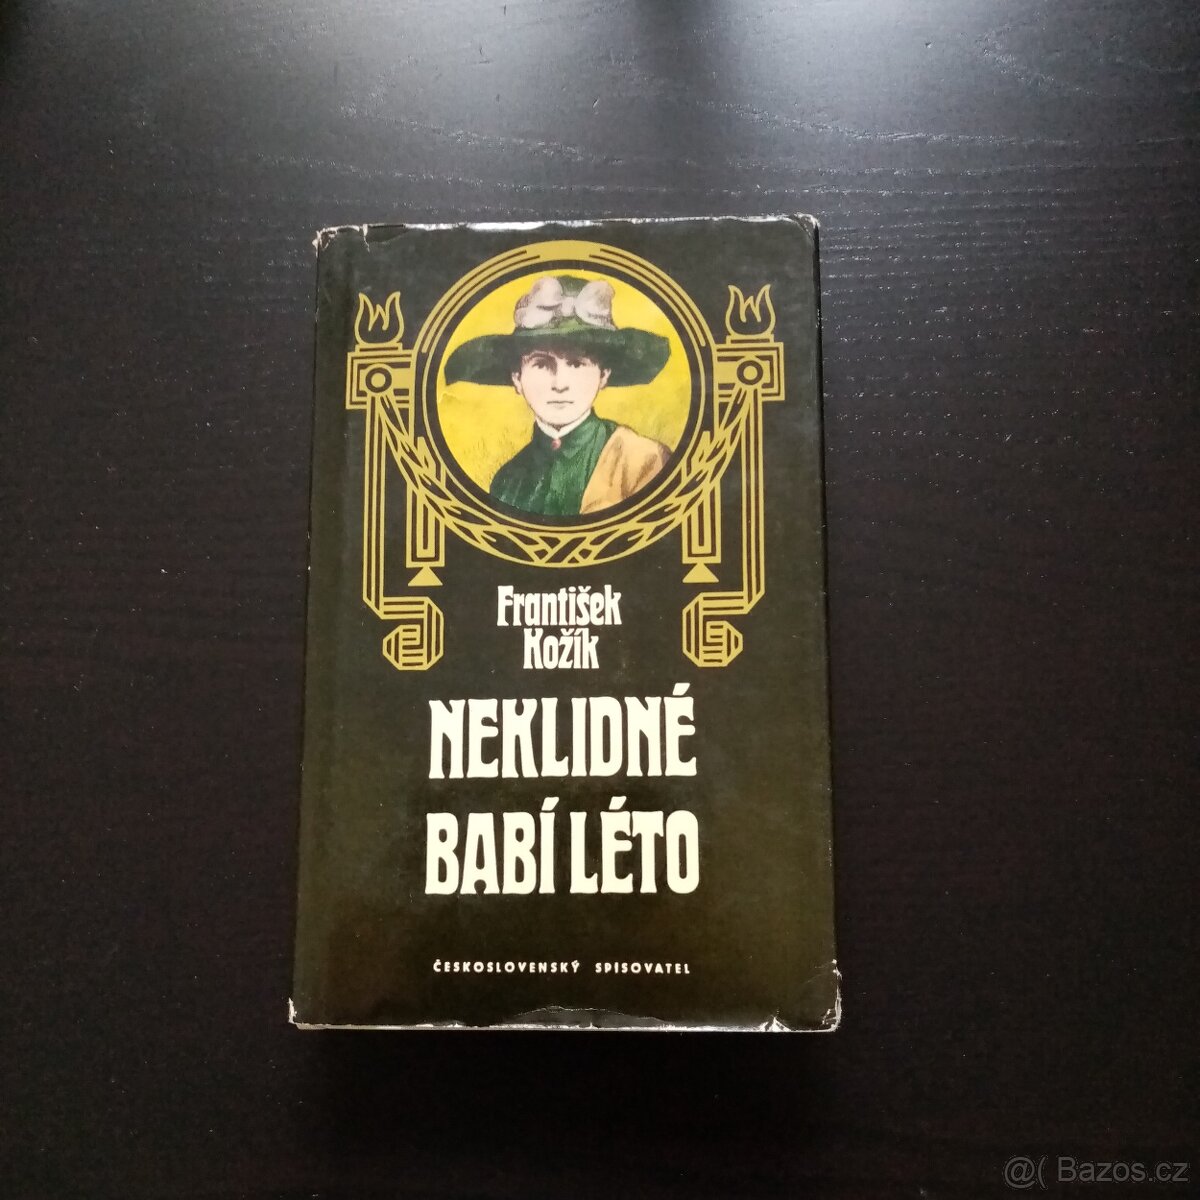 František
Kožík
NEKLIDNÉ
BABÍ LÉTO
ČESKOSLOVENSKÝ SPISOVATEL
@( Bazos.cz